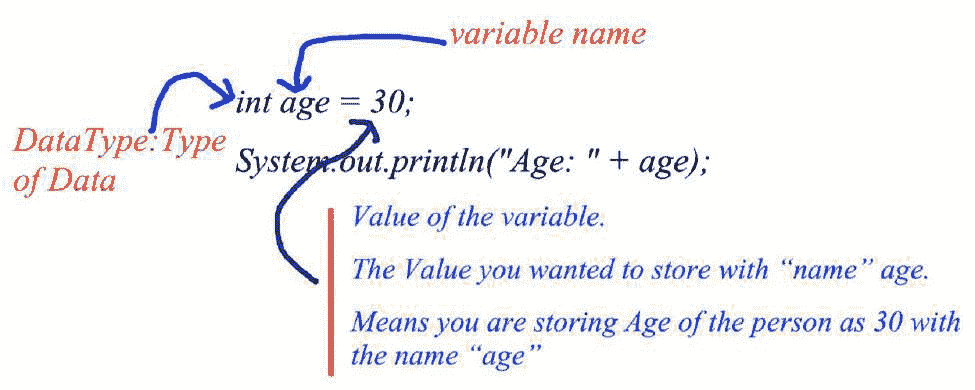 variable name
int age = 30;
DataType:Type
of Data
System.out.println("Age: " + age);
Value of the variable.
The Value you wanted to store with “name” age.
Means you are storing Age of the person as 30 with
the name “age”